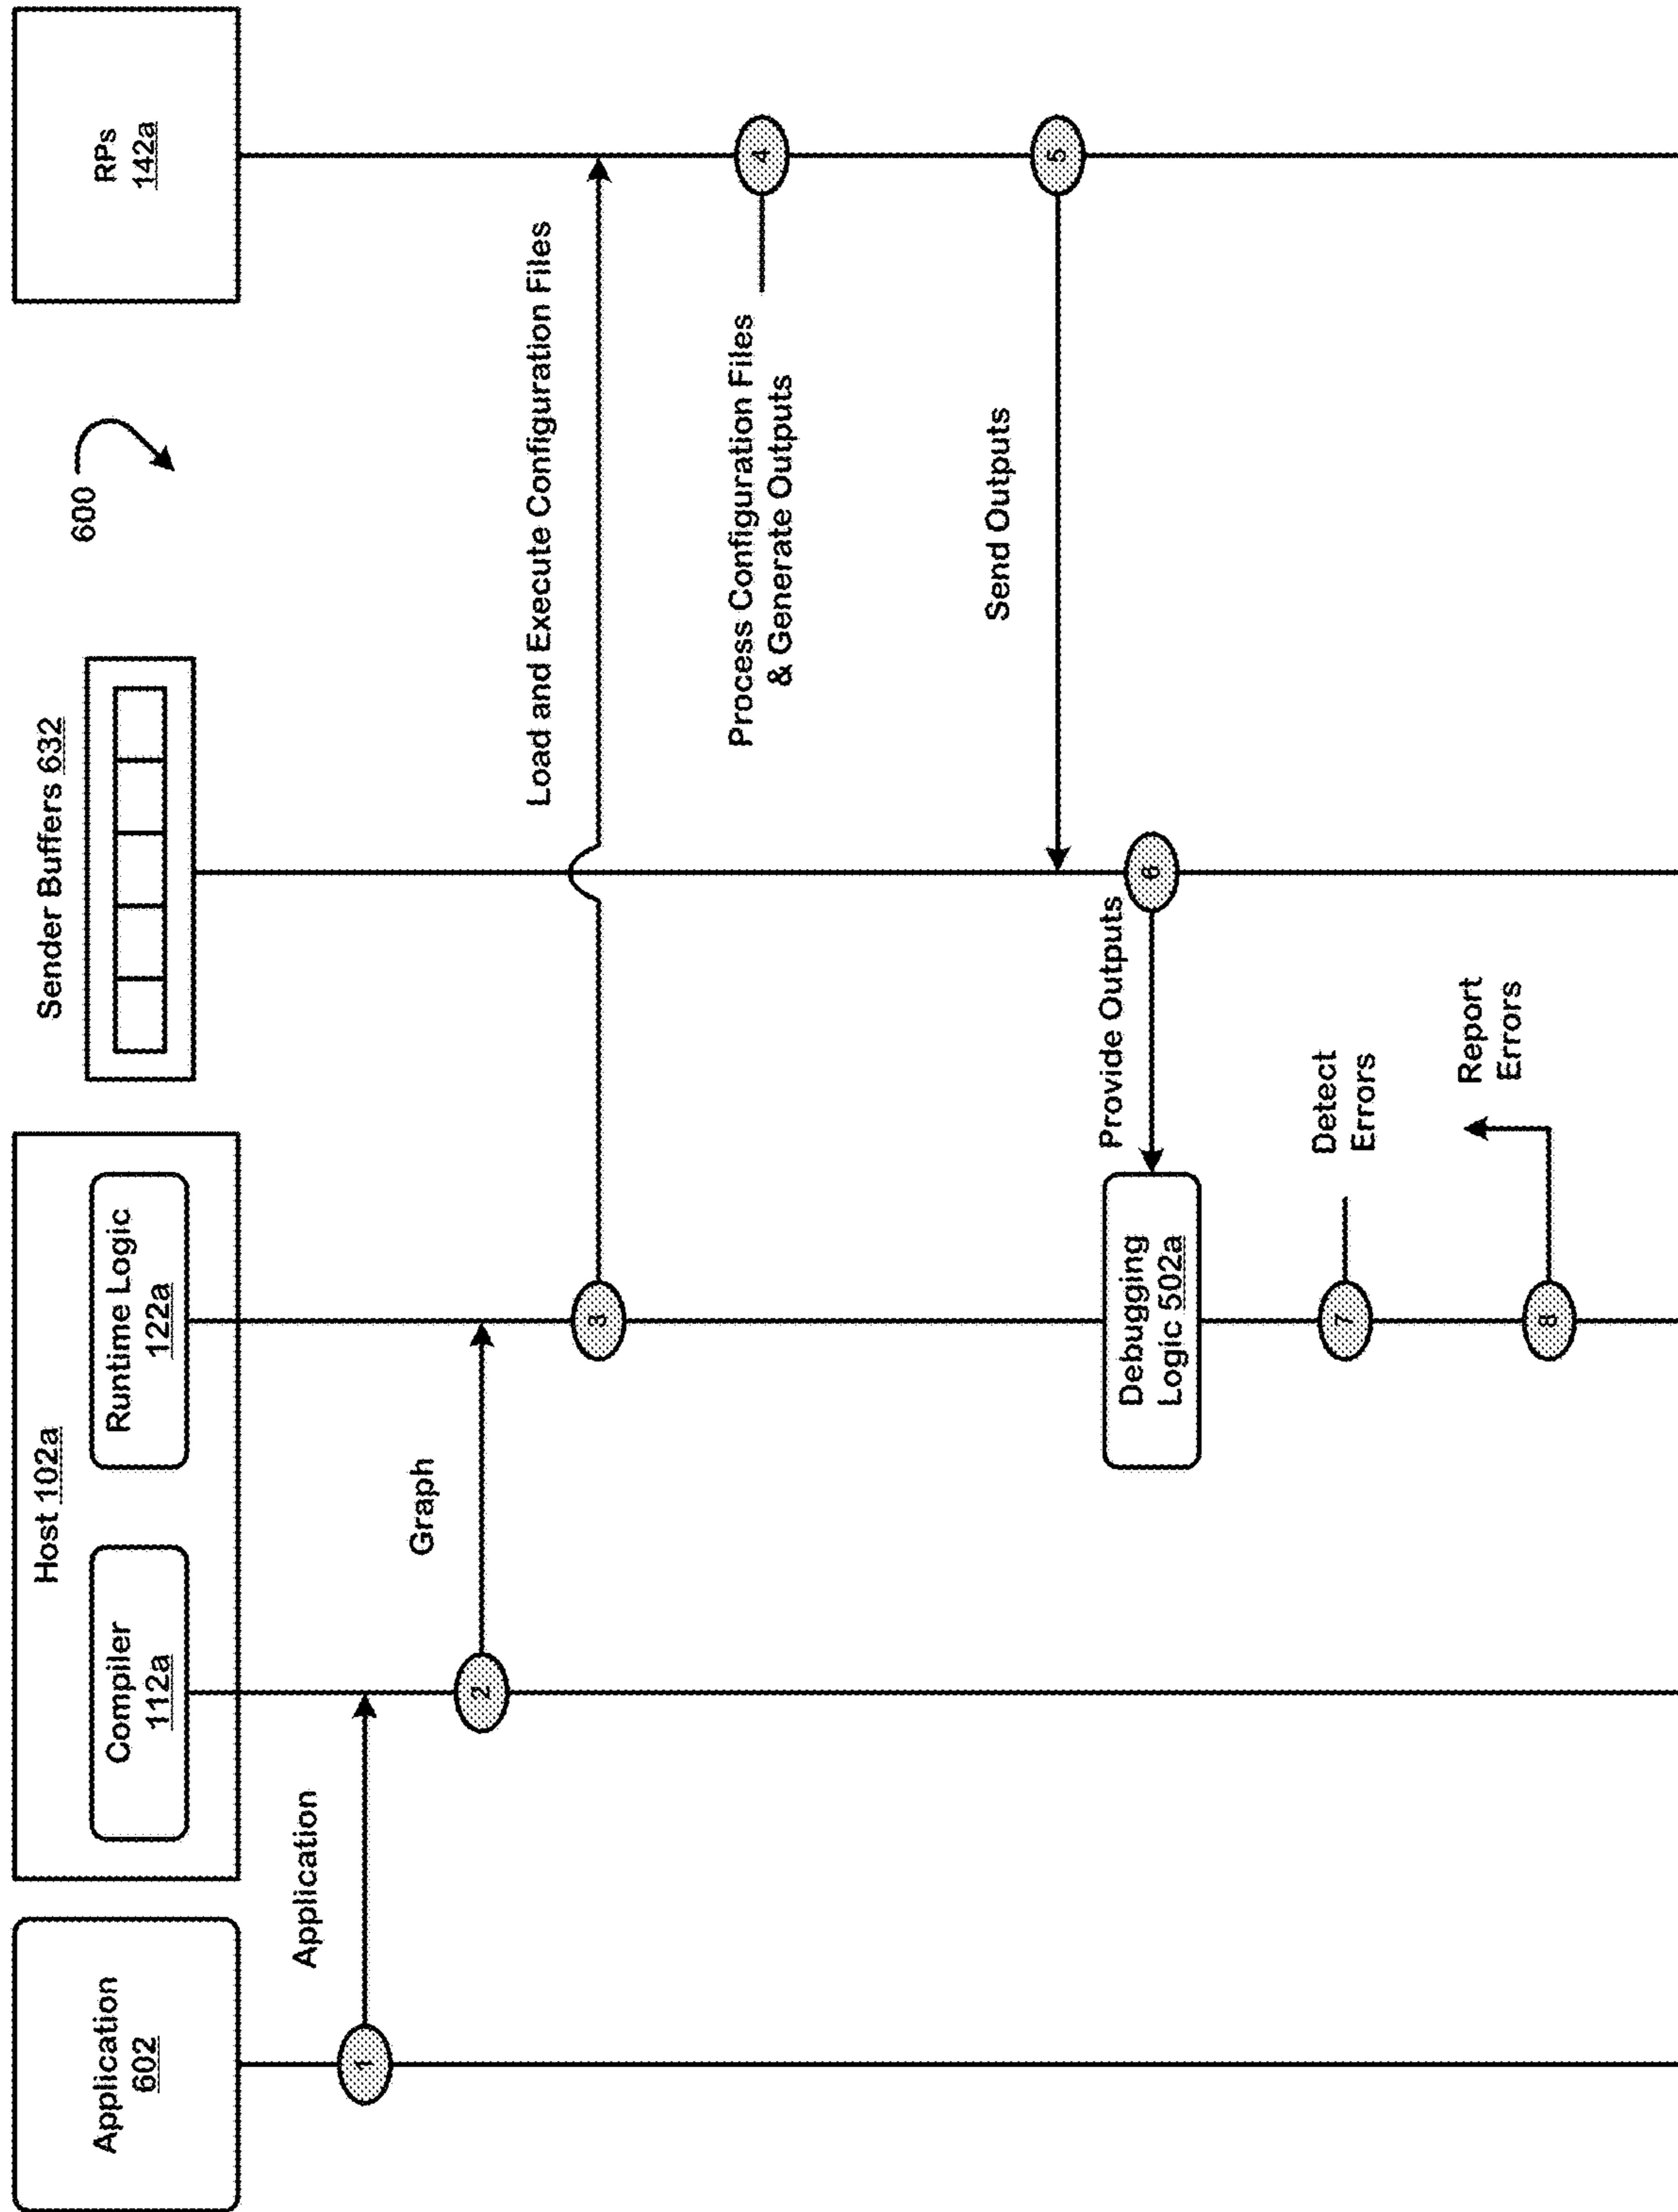 Application
602
Host 102a
Compiler
112a
Runtime Logic
122a
Sender Buffers 632
600
RPs
142a
Application
1
Graph
2
Load and Execute Configuration Files
3
Process Configuration Files
& Generate Outputs
4
Send Outputs
5
Provide Outputs
6
Debugging
Logic 502a
Detect
Errors
7
Report
Errors
8